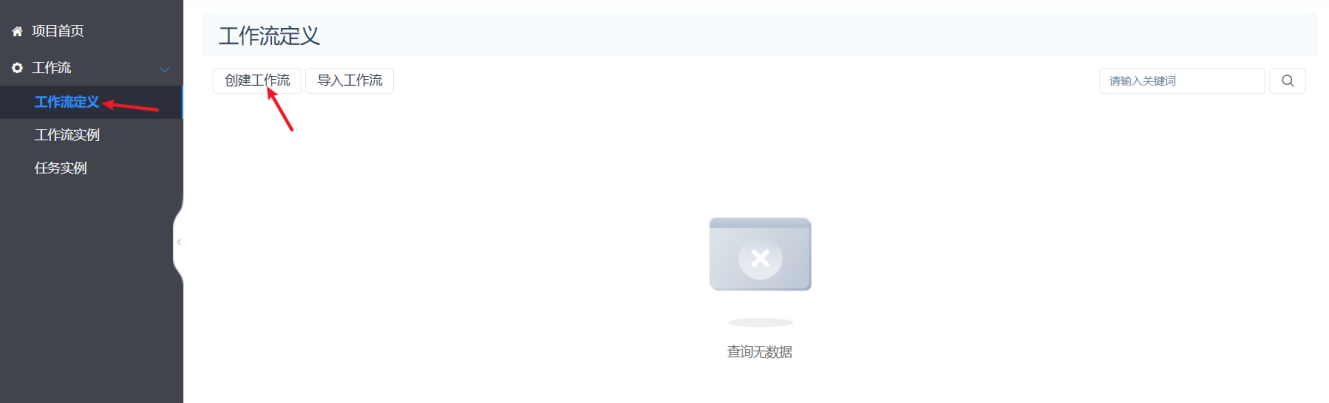 项目首页
工作流
工作流定义
工作流实例
任务实例
工作流定义
创建工作流 导入工作流 请输入关键词
查询无数据